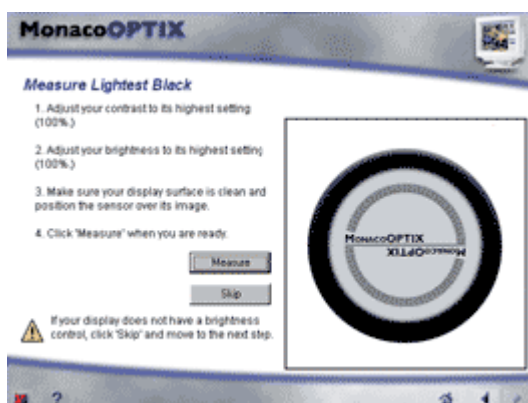 MonacoOPTIX
Measure Lightest Black
1. Adjust your contrast to its highest setting
(100%.)
2. Adjust your brightness to its highest setting
(100%.)
3. Make sure your display surface is clean and
position the sensor over its image.
4. Click 'Measure' when you are ready.
Measure
Skip
If your display does not have a brightness
control, click 'Skip' and move to the next step.
MONACOOPTIX
MONACOOPTIX
?